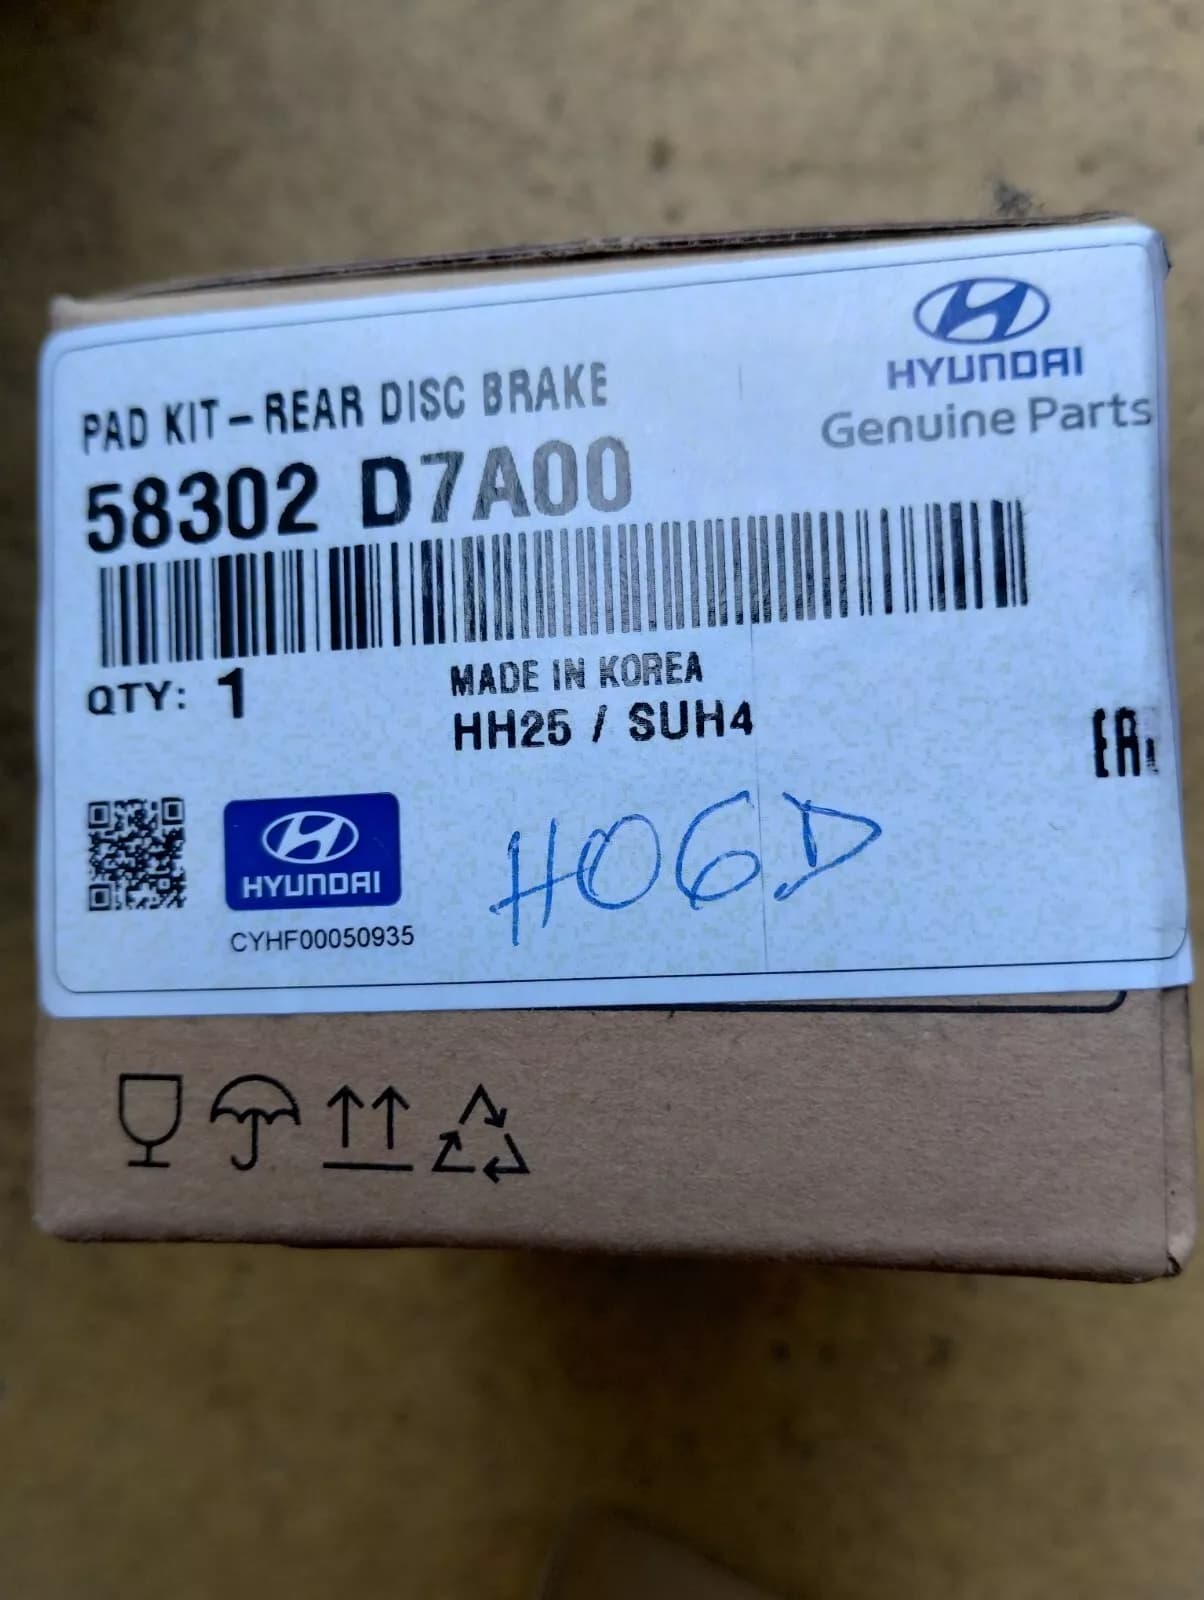 HYUNDAI
Genuine Parts
PAD KIT-REAR DISC BRAKE
58302 D7A00
QTY: 1
MADE IN KOREA
HH25 / SUH4
EAC
HYUNDAI
CYHF00050935
H06D